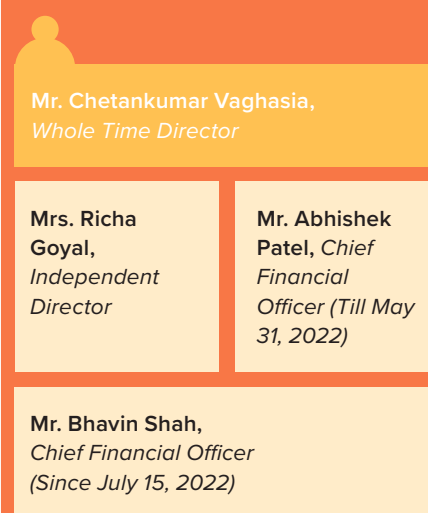 Mr. Chetankumar Vaghasia,
Whole Time Director
Mrs. Richa
Goyal,
Independent
Director
Mr. Abhishek
Patel, Chief
Financial
Officer (Till May
31, 2022)
Mr. Bhavin Shah,
Chief Financial Officer
(Since July 15, 2022)